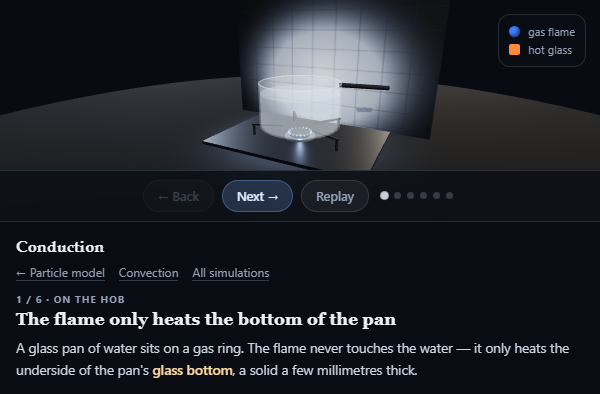 gas flame
hot glass
← Back
Next →
Replay
Conduction
← Particle model
Convection
All simulations
1 / 6 · ON THE HOB
The flame only heats the bottom of the pan
A glass pan of water sits on a gas ring. The flame never touches the water — it only heats the
underside of the pan's glass bottom, a solid a few millimetres thick.